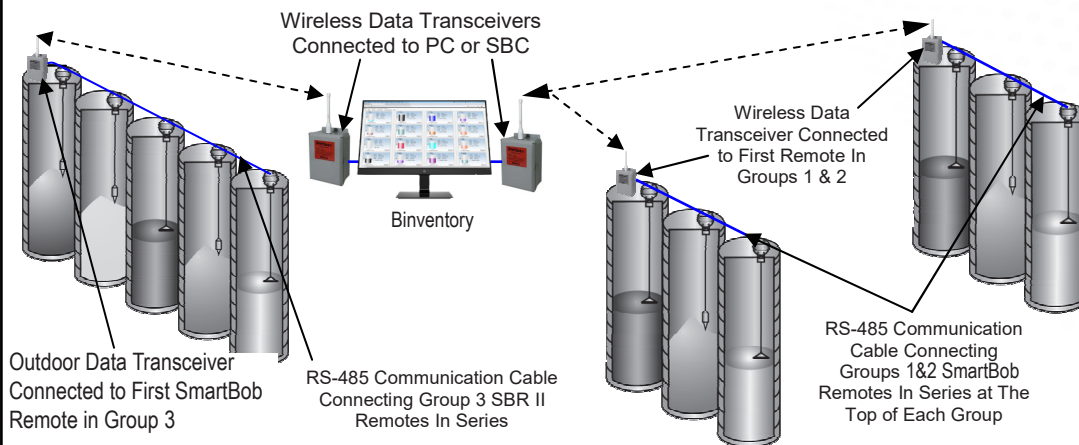 Wireless Data Transceivers
Connected to PC or SBC
Binventory
Wireless Data
Transceiver Connected
to First Remote In
Groups 1 & 2
Outdoor Data Transceiver
Connected to First SmartBob
Remote in Group 3
RS-485 Communication Cable
Connecting Group 3 SBR II
Remotes In Series
RS-485 Communication
Cable Connecting
Groups 1&2 SmartBob
Remotes In Series at The
Top of Each Group